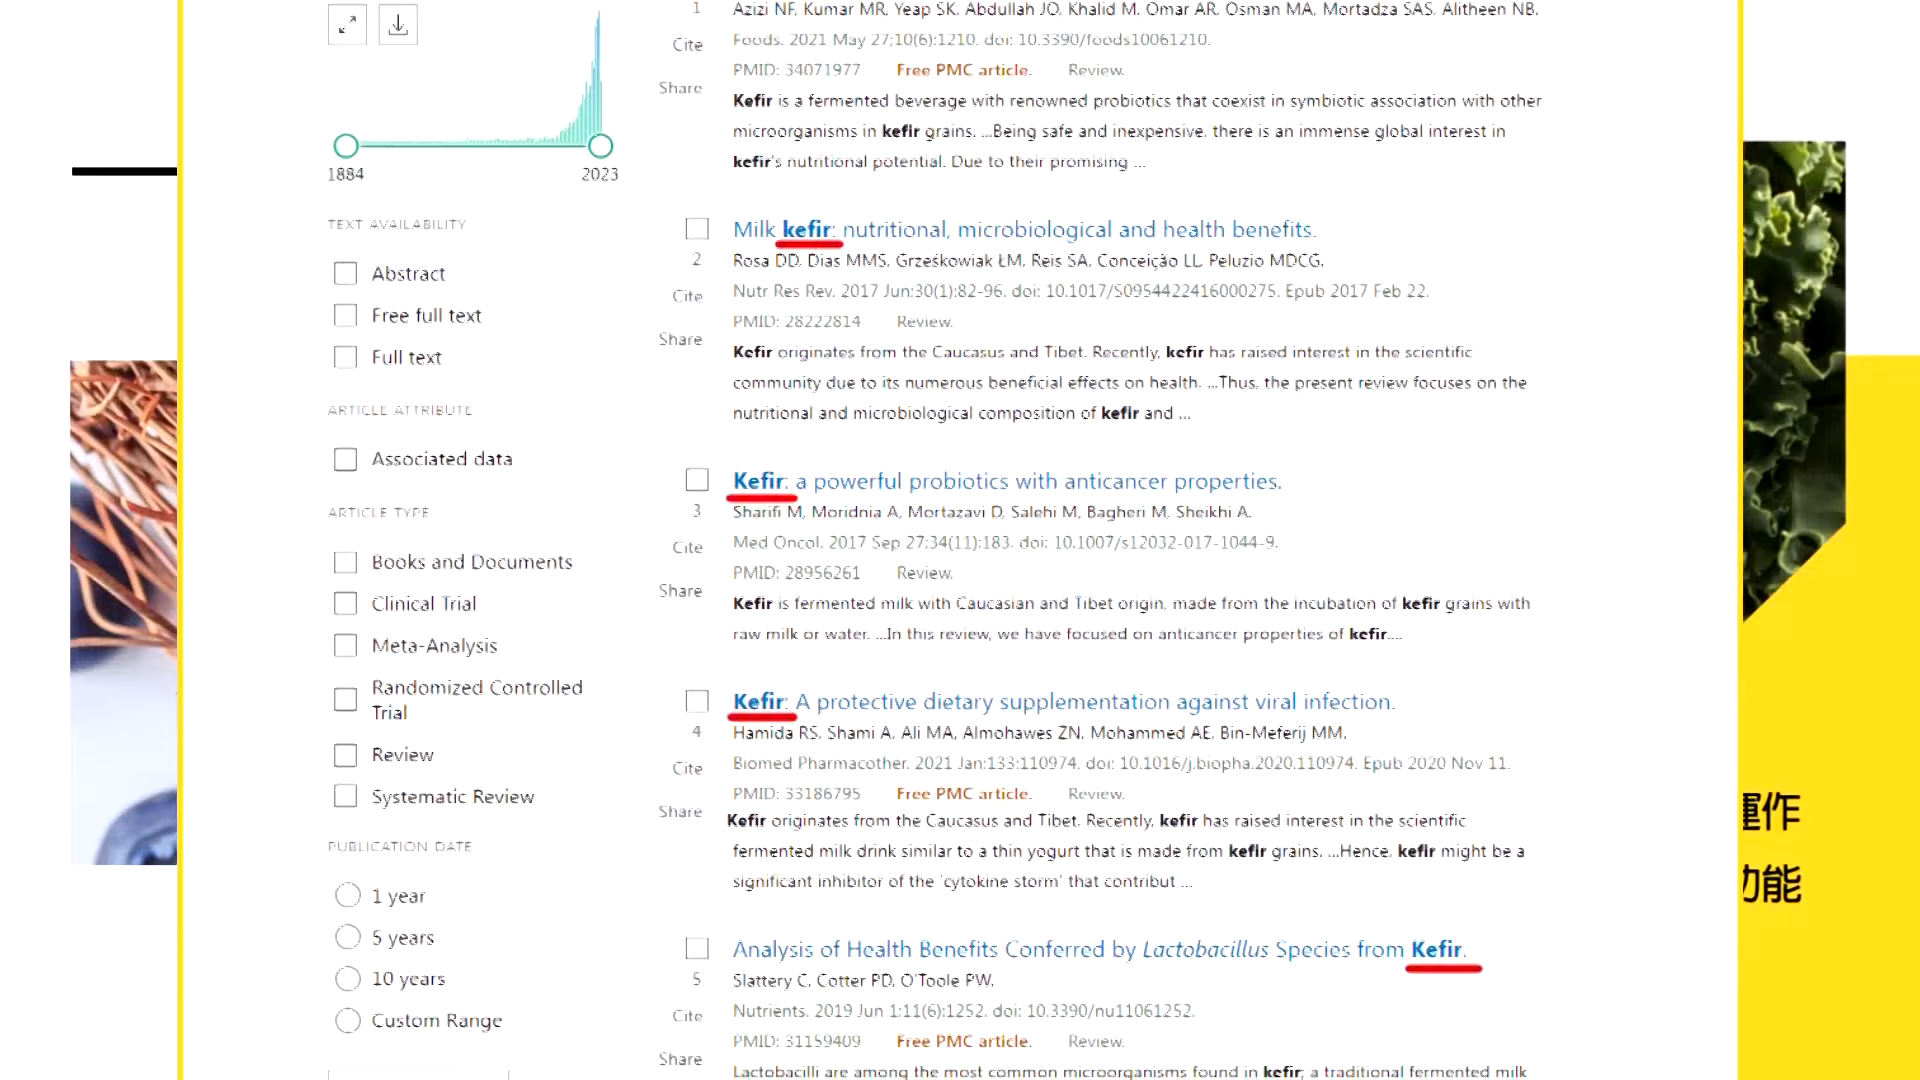 1884
2023
TEXT AVAILABILITY
Abstract
Free full text
Full text
ARTICLE ATTRIBUTE
Associated data
ARTICLE TYPE
Books and Documents
Clinical Trial
Meta-Analysis
Randomized Controlled
Trial
Review
Systematic Review
PUBLICATION DATE
1 year
5 years
10 years
Custom Range
1
Cite
Share
Azizi NF, Kumar MR, Yeap SK, Abdullah JO, Khalid M, Omar AR, Osman MA, Mortadza SAS, Alitheen NB.
Foods. 2021 May 27;10(6):1210. doi: 10.3390/foods10061210.
PMID: 34071977 Free PMC article. Review.
Kefir is a fermented beverage with renowned probiotics that coexist in symbiotic association with other
microorganisms in kefir grains. ...Being safe and inexpensive, there is an immense global interest in
kefir's nutritional potential. Due to their promising ...
2
Cite
Share
Milk kefir: nutritional, microbiological and health benefits.
Rosa DD, Dias MMS, Grześkowiak ŁM, Reis SA, Conceição LL, Peluzio MDCG.
Nutr Res Rev. 2017 Jun;30(1):82-96. doi: 10.1017/S0954422416000275. Epub 2017 Feb 22.
PMID: 28222814 Review.
Kefir originates from the Caucasus and Tibet. Recently, kefir has raised interest in the scientific
community due to its numerous beneficial effects on health. ...Thus, the present review focuses on the
nutritional and microbiological composition of kefir and ...
3
Cite
Share
Kefir: a powerful probiotics with anticancer properties.
Sharifi M, Moridnia A, Mortazavi D, Salehi M, Bagheri M, Sheikhi A.
Med Oncol. 2017 Sep 27;34(11):183. doi: 10.1007/s12032-017-1044-9.
PMID: 28956261 Review.
Kefir is fermented milk with Caucasian and Tibet origin, made from the incubation of kefir grains with
raw milk or water. ...In this review, we have focused on anticancer properties of kefir....
4
Cite
Share
Kefir: A protective dietary supplementation against viral infection.
Hamida RS, Shami A, Ali MA, Almohawes ZN, Mohammed AE, Bin-Meferij MM.
Biomed Pharmacother. 2021 Jan;133:110974. doi: 10.1016/j.biopha.2020.110974. Epub 2020 Nov 11.
PMID: 33186795 Free PMC article. Review.
Kefir originates from the Caucasus and Tibet. Recently, kefir has raised interest in the scientific
fermented milk drink similar to a thin yogurt that is made from kefir grains. ...Hence, kefir might be a
significant inhibitor of the 'cytokine storm' that contribut ...
5
Cite
Share
Analysis of Health Benefits Conferred by Lactobacillus Species from Kefir.
Slattery C, Cotter PD, O'Toole PW.
Nutrients. 2019 Jun 1;11(6):1252. doi: 10.3390/nu11061252.
PMID: 31159409 Free PMC article. Review.
Lactobacilli are among the most common microorganisms found in kefir; a traditional fermented milk
運作
功能